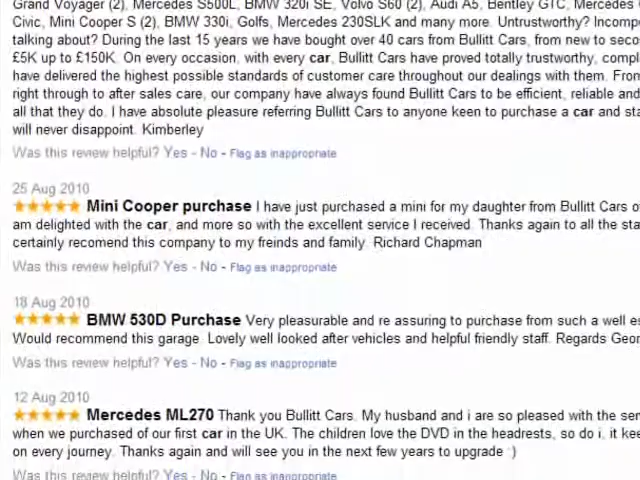 Grand Voyager (2), Mercedes S500L, BMW 320i SE, Volvo S60 (2), Audi A5, Bentley GTC, Mercedes
Civic, Mini Cooper S (2), BMW 330i, Golfs, Mercedes 230SLK and many more. Untrustworthy?
talking about? During the last 15 years we have bought over 40 cars from Bullitt Cars, from new to
£5K up to £150K. On every occasion, with every car, Bullitt Cars have proved totally trustworthy,
have delivered the highest possible standards of customer care throughout our dealings with them.
right through to after sales care, our company have always found Bullitt Cars to be efficient, reliable and
all that they do. I have absolute pleasure referring Bullitt Cars to anyone keen to purchase a car and
will never disappoint. Kimberley
Was this review helpful? Yes - No - Flag as inappropriate
25 Aug 2010
Mini Cooper purchase I have just purchased a mini for my daughter from Bullitt Cars
am delighted with the car, and more so with the excellent service I received. Thanks again to all the
certainly recomend this company to my freinds and family. Richard Chapman
Was this review helpful? Yes - No - Flag as inappropriate
18 Aug 2010
BMW 530D Purchase Very pleasurable and re assuring to purchase from such a well
Would recommend this garage. Lovely well looked after vehicles and helpful friendly staff. Regards
Was this review helpful? Yes - No - Flag as inappropriate
12 Aug 2010
Mercedes ML270 Thank you Bullitt Cars. My husband and i are so pleased with the
when we purchased of our first car in the UK. The children love the DVD in the headrests, so do i, it
on every journey. Thanks again and will see you in the next few years to upgrade :)
Was this review helpful? Yes - No - Flag as inappropriate